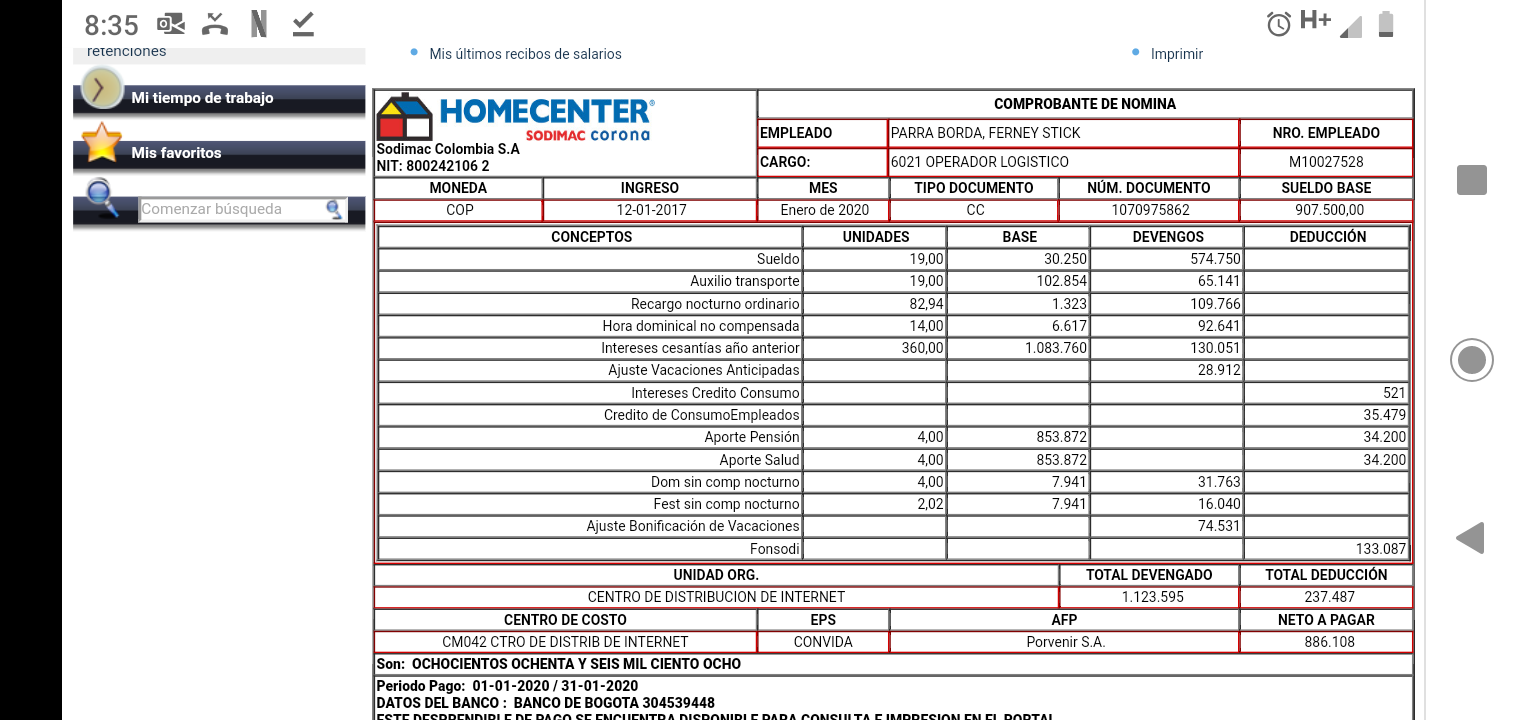 8:35 H+
retenciones
Mis últimos recibos de salarios Imprimir
Mi tiempo de trabajo
Mis favoritos
Comenzar búsqueda
HOMECENTER
SODIMAC corona
Sodimac Colombia S.A
NIT: 800242106 2
COMPROBANTE DE NOMINA
EMPLEADO PARRA BORDA, FERNEY STICK NRO. EMPLEADO
CARGO: 6021 OPERADOR LOGISTICO M10027528
MONEDA INGRESO MES TIPO DOCUMENTO NÚM. DOCUMENTO SUELDO BASE
COP 12-01-2017 Enero de 2020 CC 1070975862 907.500,00
CONCEPTOS UNIDADES BASE DEVENGOS DEDUCCIÓN
Sueldo 19,00 30.250 574.750
Auxilio transporte 19,00 102.854 65.141
Recargo nocturno ordinario 82,94 1.323 109.766
Hora dominical no compensada 14,00 6.617 92.641
Intereses cesantías año anterior 360,00 1.083.760 130.051
Ajuste Vacaciones Anticipadas 28.912
Intereses Credito Consumo 521
Credito de ConsumoEmpleados 35.479
Aporte Pensión 4,00 853.872 34.200
Aporte Salud 4,00 853.872 34.200
Dom sin comp nocturno 4,00 7.941 31.763
Fest sin comp nocturno 2,02 7.941 16.040
Ajuste Bonificación de Vacaciones 74.531
Fonsodi 133.087
UNIDAD ORG. TOTAL DEVENGADO TOTAL DEDUCCIÓN
CENTRO DE DISTRIBUCION DE INTERNET 1.123.595 237.487
CENTRO DE COSTO EPS AFP NETO A PAGAR
CM042 CTRO DE DISTRIB DE INTERNET CONVIDA Porvenir S.A. 886.108
Son: OCHOCIENTOS OCHENTA Y SEIS MIL CIENTO OCHO
Periodo Pago: 01-01-2020 / 31-01-2020
DATOS DEL BANCO : BANCO DE BOGOTA 304539448
ESTE DESPRENDIBLE DE PAGO SE ENCUENTRA DISPONIBLE PARA CONSULTA E IMPRESION EN EL PORTAL